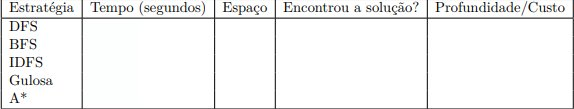 Estratégia Tempo (segundos) Espaço Encontrou a solução? Profundidade/Custo
DFS
BFS
IDFS
Gulosa
A*